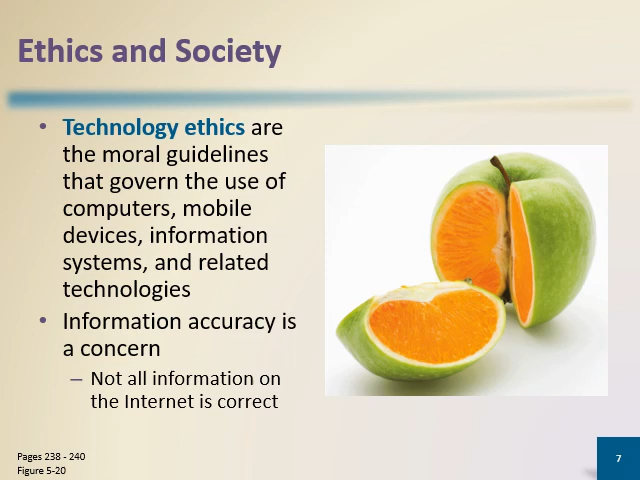 Ethics and Society
• Technology ethics are
the moral guidelines
that govern the use of
computers, mobile
devices, information
systems, and related
technologies
• Information accuracy is
a concern
– Not all information on
the Internet is correct
Pages 238 - 240
Figure 5-20
7